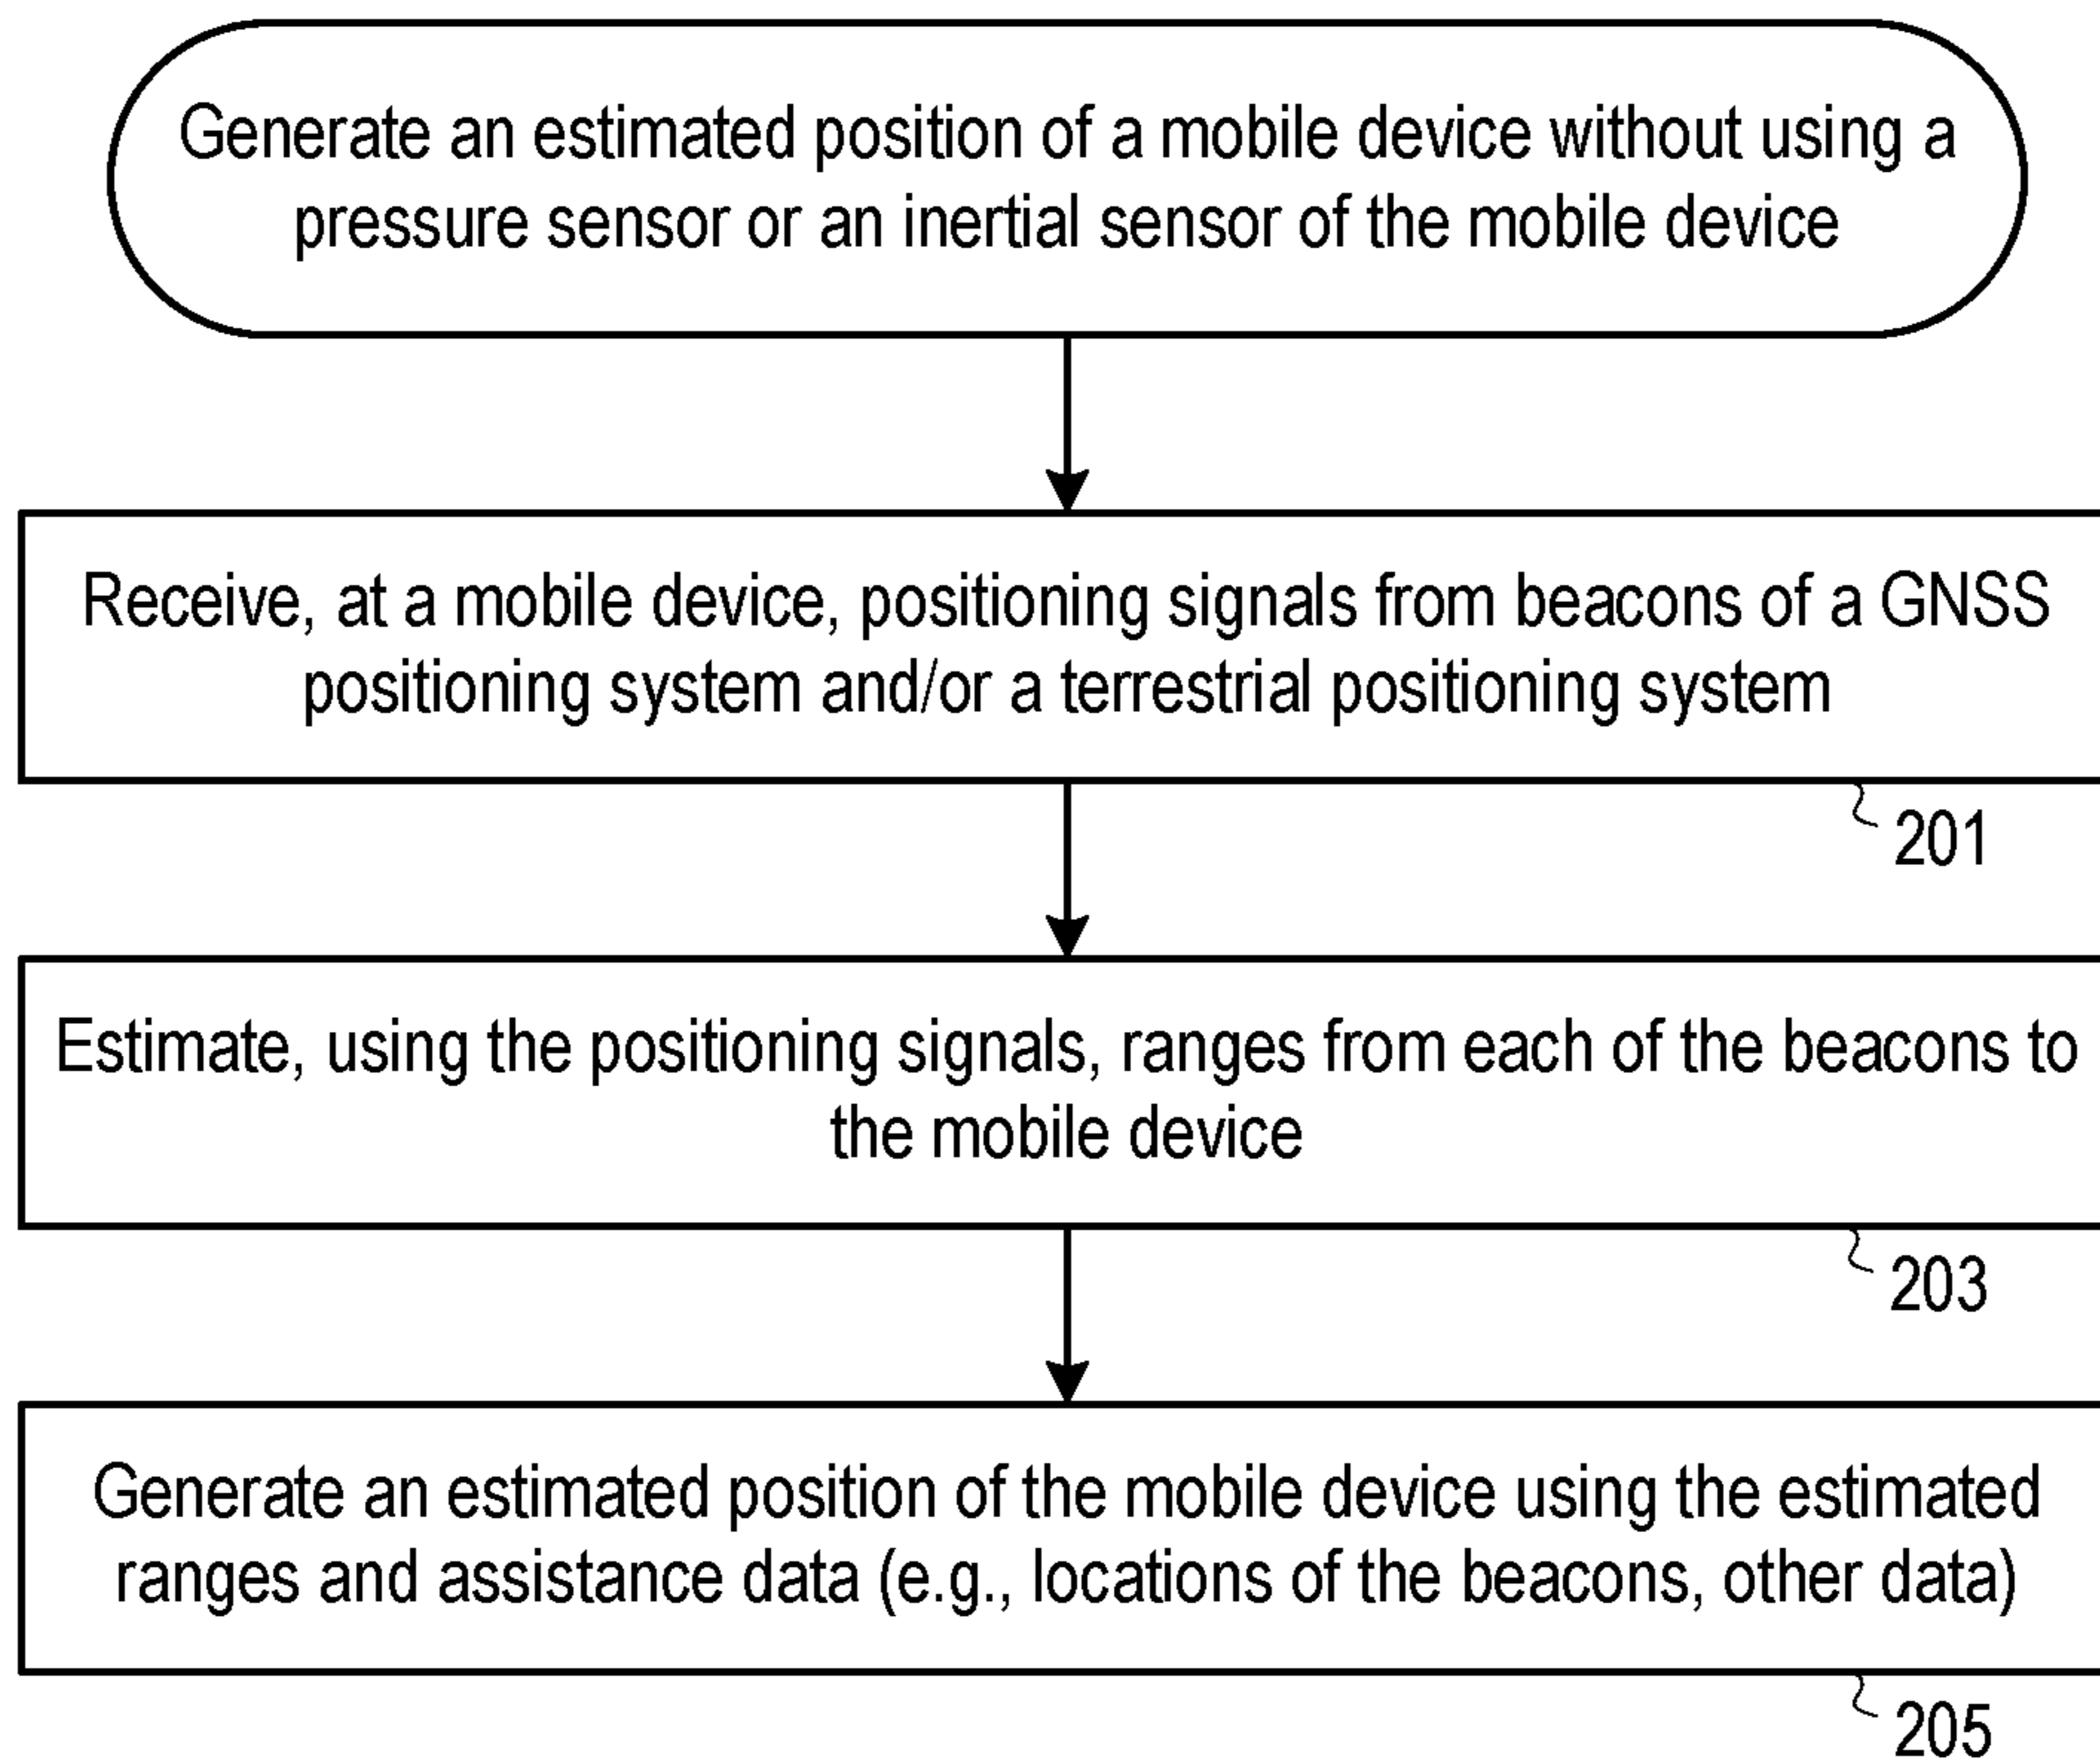 Generate an estimated position of a mobile device without using a
pressure sensor or an inertial sensor of the mobile device
Receive, at a mobile device, positioning signals from beacons of a GNSS
positioning system and/or a terrestrial positioning system
201
Estimate, using the positioning signals, ranges from each of the beacons to
the mobile device
203
Generate an estimated position of the mobile device using the estimated
ranges and assistance data (e.g., locations of the beacons, other data)
205